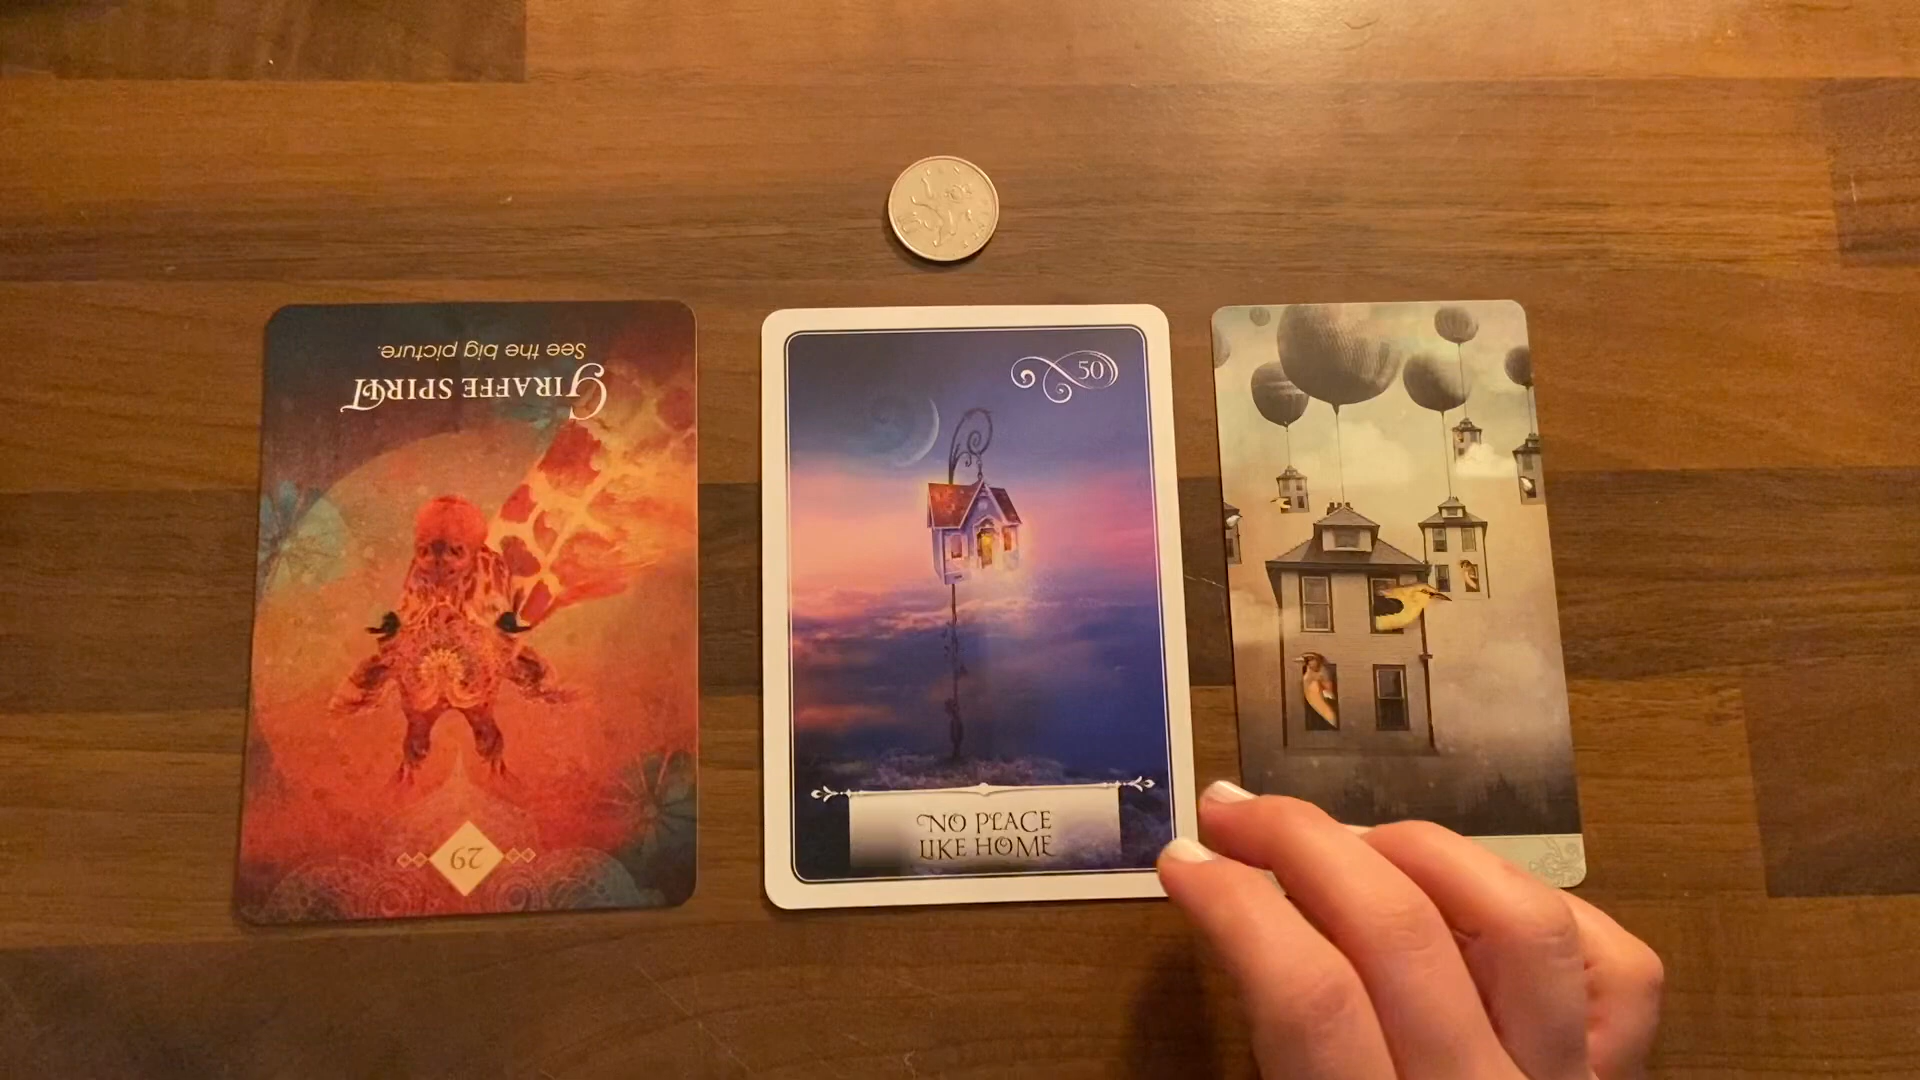 See the big picture.
GIRAFFE SPIRIT
29
50
NO PLACE
LIKE HOME